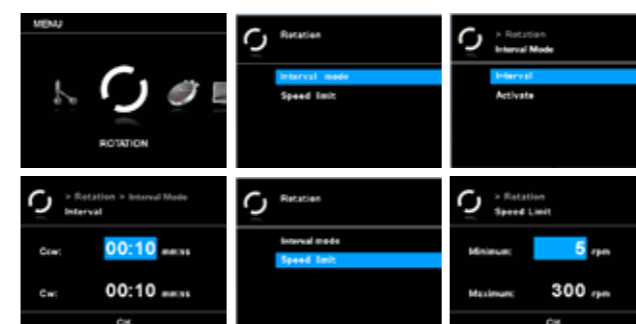 MENU
ROTATION
Rotation
Interval mode
Speed limit
> Rotation
Interval Mode
Interval
Activate
> Rotation > Interval Mode
Interval
Ccw: 00:10 mm:ss
Cw: 00:10 mm:ss
OK
Rotation
Interval mode
Speed limit
> Rotation
Speed Limit
Minimum: 5 rpm
Maximum: 300 rpm
OK